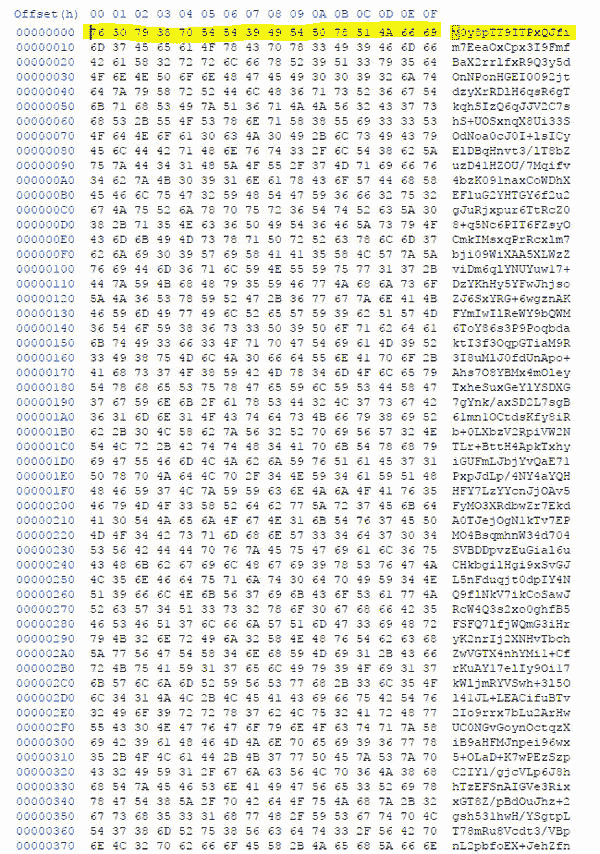 Offset(h) 00 01 02 03 04 05 06 07 08 09 0A 0B 0C 0D 0E 0F
00000000 76 30 79 38 70 54 54 39 49 54 50 78 51 4A 66 69 v0y8pTT9ITPxQJfi
00000010 6D 37 45 65 61 4F 78 43 70 78 33 49 39 46 6D 66 m7EeaOxCpx3I9Fmf
00000020 42 61 58 32 72 72 6C 66 78 52 39 51 33 79 35 64 BaX2rrlfxR9Q3y5d
00000030 4F 6E 4E 50 6F 6E 48 47 45 49 30 30 39 32 6A 74 OnNPonHGEI0092jt
00000040 64 7A 79 58 72 52 44 6C 48 36 71 73 52 36 67 54 dzyXrRDlH6qsR6gT
00000050 6B 71 68 53 49 7A 51 36 71 4A 4A 56 32 43 37 73 kqhSIzQ6qJJV2C7s
00000060 68 53 2B 55 4F 53 78 6E 71 58 38 55 69 33 33 53 hS+UOSxnqX8Ui33S
00000070 4F 64 4E 6F 61 30 63 4A 30 49 2B 6C 73 49 43 79 OdNoa0cJ0I+lsICy
00000080 45 6C 44 42 71 48 6E 76 74 33 2F 6C 54 38 62 5A ElDBqHnvt3/lT8bZ
00000090 75 7A 44 34 31 48 5A 4F 55 2F 37 4D 71 69 66 76 uzD41HZOU/7Mqifv
000000A0 34 62 7A 4B 30 39 31 6E 61 78 43 6F 57 44 68 58 4bzK091naxCoWDhX
000000B0 45 46 6C 75 47 32 59 48 54 47 59 36 66 32 75 32 EFluG2YHTGY6f2u2
000000C0 67 4A 75 52 6A 78 70 75 72 36 54 74 52 63 5A 30 gJuRjxpur6TtRcZ0
000000D0 38 2B 71 35 4E 63 36 50 49 54 36 46 5A 73 79 4F 8+q5Nc6PIT6FZsyO
000000E0 43 6D 6B 49 4D 73 78 71 50 72 52 63 78 6C 6D 37 CmkIMsxqPrRcxlm7
000000F0 62 6A 69 30 39 57 69 58 41 41 35 58 4C 57 7A 5A bji09WiXAA5XLWzZ
00000100 76 69 44 6D 36 71 6C 59 4E 55 59 75 77 31 37 2B viDm6qlYNUYuw17+
00000110 44 7A 59 4B 68 48 79 35 59 46 77 4A 68 6A 73 6F DzYKhHy5YFwJhjso
00000120 5A 4A 36 53 78 59 52 47 2B 36 77 67 7A 6E 41 4B ZJ6SxYRG+6wgznAK
00000130 46 59 6D 49 77 49 6C 52 65 57 59 39 62 51 57 4D FYmIwIlReWY9bQWM
00000140 36 54 6F 59 38 36 73 33 50 39 50 6F 71 62 64 61 6ToY86s3P9Poqbda
00000150 6B 74 49 33 66 33 4F 71 70 47 54 69 61 4D 39 52 ktI3f3OqpGTiaM9R
00000160 33 49 38 75 4D 6C 4A 30 66 64 55 6E 41 70 6F 2B 3I8uMlJ0fdUnApo+
00000170 41 68 73 37 4F 38 59 42 4D 78 34 6D 4F 6C 65 79 Ahs7O8YBMx4mOley
00000180 54 78 68 65 53 75 78 47 65 59 6C 59 53 44 58 47 TxheSuxGeYlYSDXG
00000190 37 67 59 6E 6B 2F 61 78 53 44 32 4C 37 73 67 42 7gYnk/axSD2L7sgB
000001A0 36 31 6D 6E 31 4F 43 74 64 73 4B 66 79 38 69 52 61mn1OCtdsKfy8iR
000001B0 62 2B 30 4C 58 62 7A 56 32 52 70 69 56 57 32 4E b+0LXbzV2RpiVW2N
000001C0 54 4C 72 2B 42 74 74 48 34 41 70 6B 54 78 68 79 TLr+BttH4ApkTxhy
000001D0 69 47 55 46 6D 4C 4A 62 6A 59 76 51 61 45 37 31 iGUFmLJbjYvQaE71
000001E0 50 78 70 4A 64 4C 70 2F 34 4E 59 34 61 59 51 48 PxpJdLp/4NY4aYQH
000001F0 48 46 59 37 4C 7A 59 59 63 6E 4A 6A 4F 41 76 35 HFY7LzYYcnJjOAv5
00000200 46 79 4D 4F 33 58 52 64 62 77 5A 72 37 45 6B 64 FyMO3XRdbwZr7Ekd
00000210 41 30 54 4A 65 6A 4F 67 4E 31 6B 54 76 37 45 50 A0TJejOgN1kTv7EP
00000220 4D 4F 34 42 73 71 6D 68 6E 57 33 34 64 37 30 34 MO4BsqmhnW34d704
00000230 53 56 42 44 44 70 76 7A 45 75 47 69 61 6C 36 75 SVBDDpvzEuGial6u
00000240 43 48 6B 62 67 69 6C 48 67 69 39 78 53 76 47 4A CHkbgilHgi9xSvGJ
00000250 4C 35 6E 46 64 75 71 6A 74 30 64 70 49 59 34 4E L5nFduqjt0dpIY4N
00000260 51 39 66 6C 4E 6B 56 37 69 6B 43 6F 53 61 77 4A Q9flNkV7ikCoSawJ
00000270 52 63 57 34 51 33 73 32 78 6F 30 67 68 66 42 35 RcW4Q3s2xo0ghfB5
00000280 46 53 46 51 37 6C 66 6A 57 51 6D 47 33 69 48 72 FSFQ7lfjWQmG3iHr
00000290 79 4B 32 6E 72 49 6A 32 58 4E 48 76 54 62 63 68 yK2nrIj2XNHvTbch
000002A0 5A 77 56 47 54 58 34 6E 68 59 4D 69 31 2B 43 66 ZwVGTX4nhYMi1+Cf
000002B0 72 4B 75 41 59 31 37 65 6C 49 79 39 4F 69 31 37 rKuAY17elIy9Oi17
000002C0 6B 57 6C 6A 6D 52 59 56 53 77 68 2B 33 6C 35 4F kWljmRYVSwh+3l5O
000002D0 6C 34 31 4A 4C 2B 4C 45 41 43 69 66 75 42 54 76 l41JL+LEACifuBTv
000002E0 32 49 6F 39 72 72 78 37 62 4C 75 32 41 72 48 77 2Io9rrx7bLu2ArHw
000002F0 55 43 30 4E 47 76 47 6F 79 6E 4F 63 74 71 7A 58 UC0NGvGoynOctqzX
00000300 69 42 39 61 48 46 4D 4A 6E 70 65 69 39 36 77 78 iB9aHFMJnpei96wx
00000310 35 2B 4F 4C 61 44 2B 4B 37 77 50 45 7A 53 7A 70 5+OLaD+K7wPEzSzp
00000320 43 32 49 59 31 2F 67 6A 63 56 4C 70 36 4A 38 68 C2IY1/gjcVLp6J8h
00000330 68 54 7A 45 46 53 6E 41 49 47 56 65 33 52 69 78 hTzEFSnAIGVe3Rix
00000340 78 47 54 38 5A 2F 70 42 64 4F 75 4A 68 7A 2B 32 xGT8Z/pBdOuJhz+2
00000350 67 73 68 35 33 31 68 77 48 2F 59 53 67 74 70 4C gsh531hwH/YSgtpL
00000360 54 37 38 6D 52 75 38 56 63 64 74 33 2F 56 42 70 T78mRu8Vcdt3/VBp
00000370 6E 4C 32 70 62 66 6F 45 58 2B 4A 65 68 5A 66 6E nL2pbfoEX+JehZfn